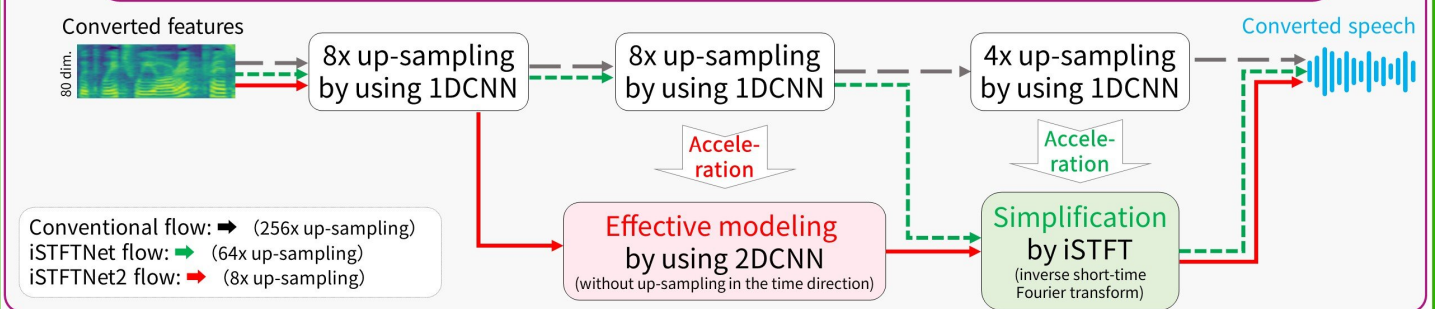 Converted features
80 dim.
8x up-sampling
by using 1DCNN
8x up-sampling
by using 1DCNN
4x up-sampling
by using 1DCNN
Converted speech
Accele-
ration
Accele-
ration
Conventional flow: (256x up-sampling)
iSTFTNet flow: (64x up-sampling)
iSTFTNet2 flow: (8x up-sampling)
Effective modeling
by using 2DCNN
(without up-sampling in the time direction)
Simplification
by iSTFT
(inverse short-time
Fourier transform)